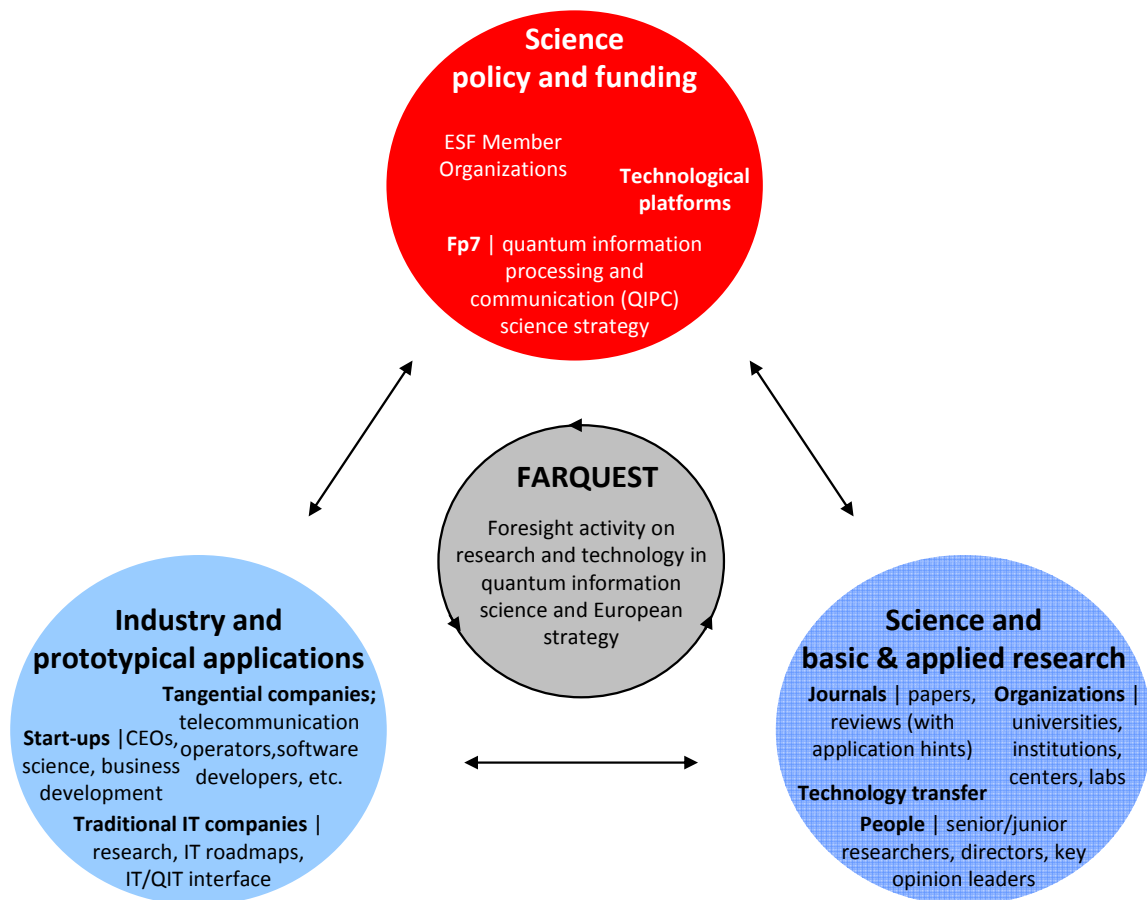 Science
policy and funding
ESF Member
Organizations
Technological
platforms
Fp7 | quantum information
processing and
communication (QIPC)
science strategy
FARQUEST
Foresight activity on
research and technology in
quantum information
science and European
strategy
Industry and
prototypical applications
Tangential companies;
telecommunication
operators,software
developers, etc.
Start-ups |CEOs,
science, business
development
Traditional IT companies |
research, IT roadmaps,
IT/QIT interface
Science and
basic & applied research
Journals | papers,
reviews (with
application hints)
Organizations |
universities,
institutions,
centers, labs
Technology transfer
People | senior/junior
researchers, directors, key
opinion leaders